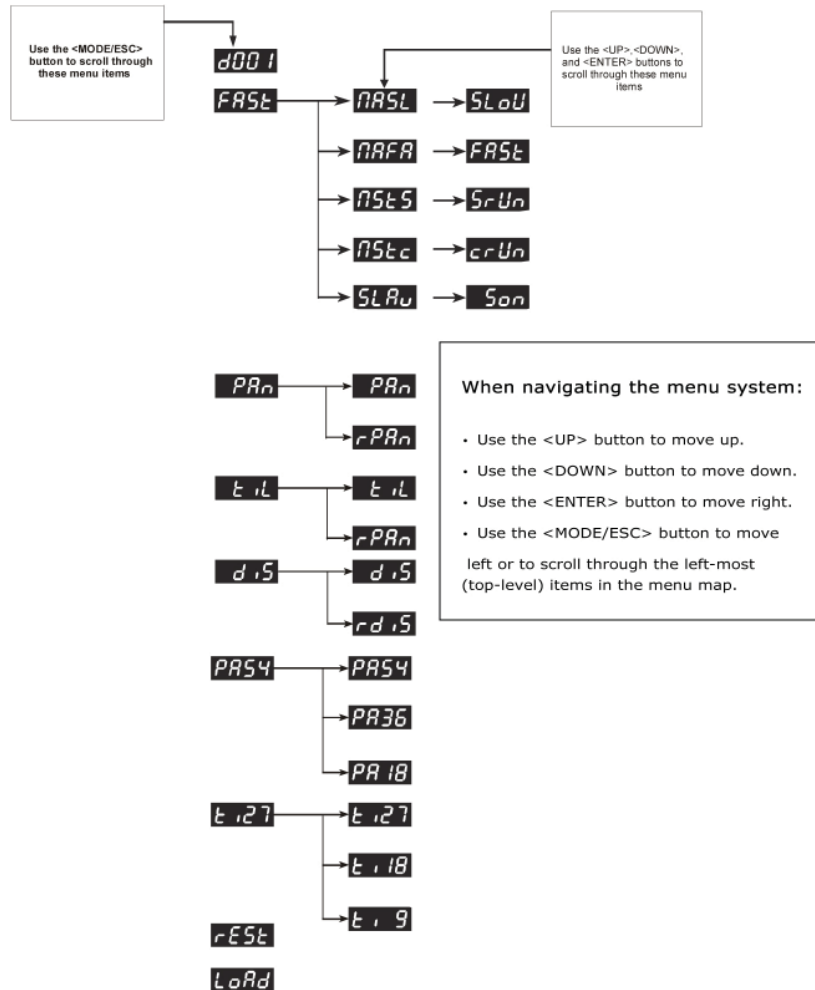 Use the <MODE/ESC>
button to scroll through
these menu items
Use the <UP>,<DOWN>,
and <ENTER> buttons to
scroll through these menu
items
d001
FASt
nASL
SLoU
nAFA
FASt
nStS
SrUn
nStc
crUn
SLAu
Son
PAn
PAn
rPAn
tiL
tiL
rPAn
diS
diS
rdiS
When navigating the menu system:
• Use the <UP> button to move up.
• Use the <DOWN> button to move down.
• Use the <ENTER> button to move right.
• Use the <MODE/ESC> button to move
left or to scroll through the left-most
(top-level) items in the menu map.
PA54
PA54
PA36
PA18
ti27
ti27
ti18
ti 9
rESt
LoAd